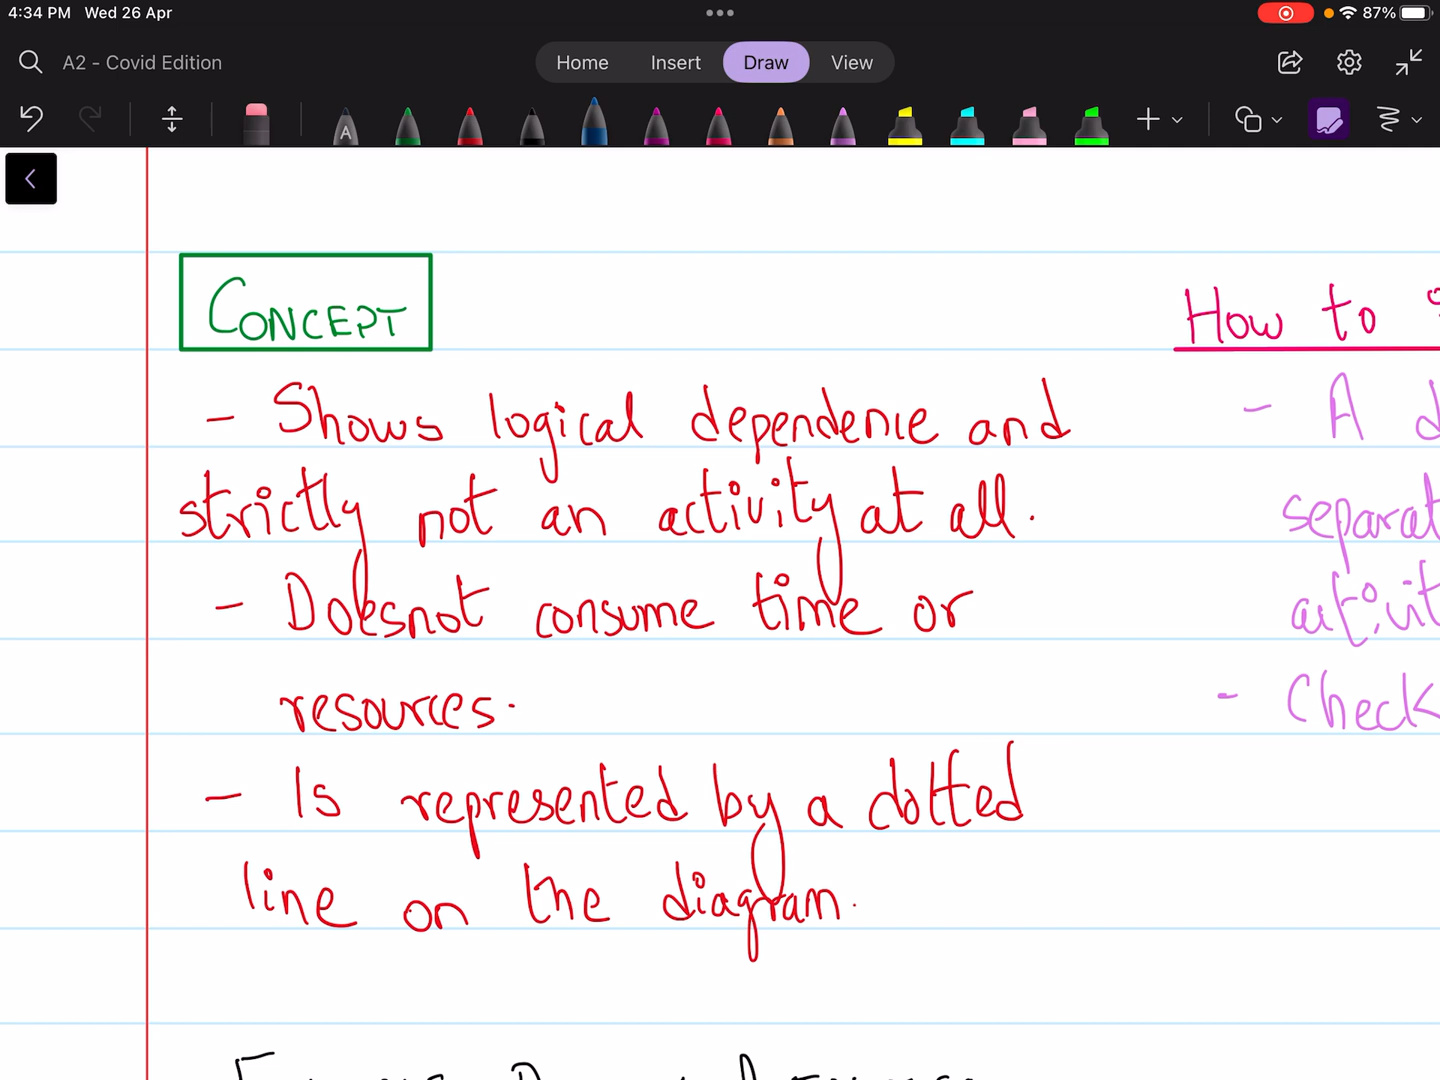 4:34 PM Wed 26 Apr
87%
A2 - Covid Edition
Home Insert Draw View
A
CONCEPT
- Shows logical dependence and
strictly not an activity at all.
- Doesnot consume time or
resources.
- Is represented by a dotted
line on the diagram.
How to
- A d
separat
activit
- Check